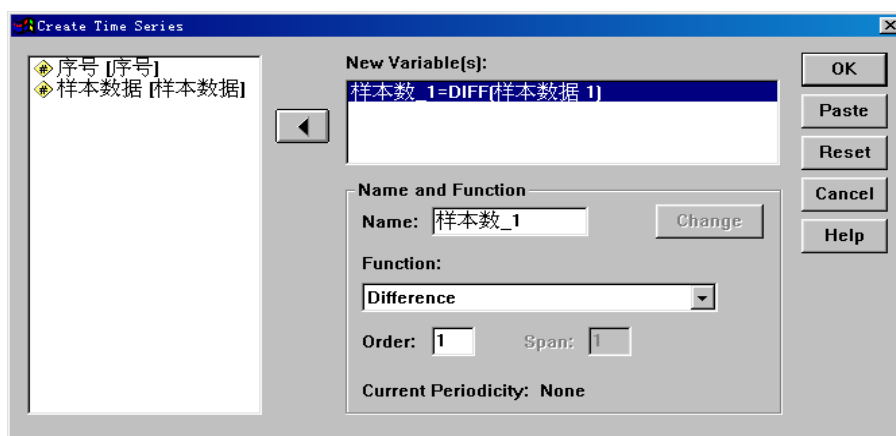 Create Time Series
序号 [序号]
样本数据 [样本数据]
New Variable(s):
样本数_1=DIFF(样本数据 1)
Name and Function
Name: 样本数_1
Change
Function:
Difference
Order: 1
Span: 1
Current Periodicity: None
OK
Paste
Reset
Cancel
Help